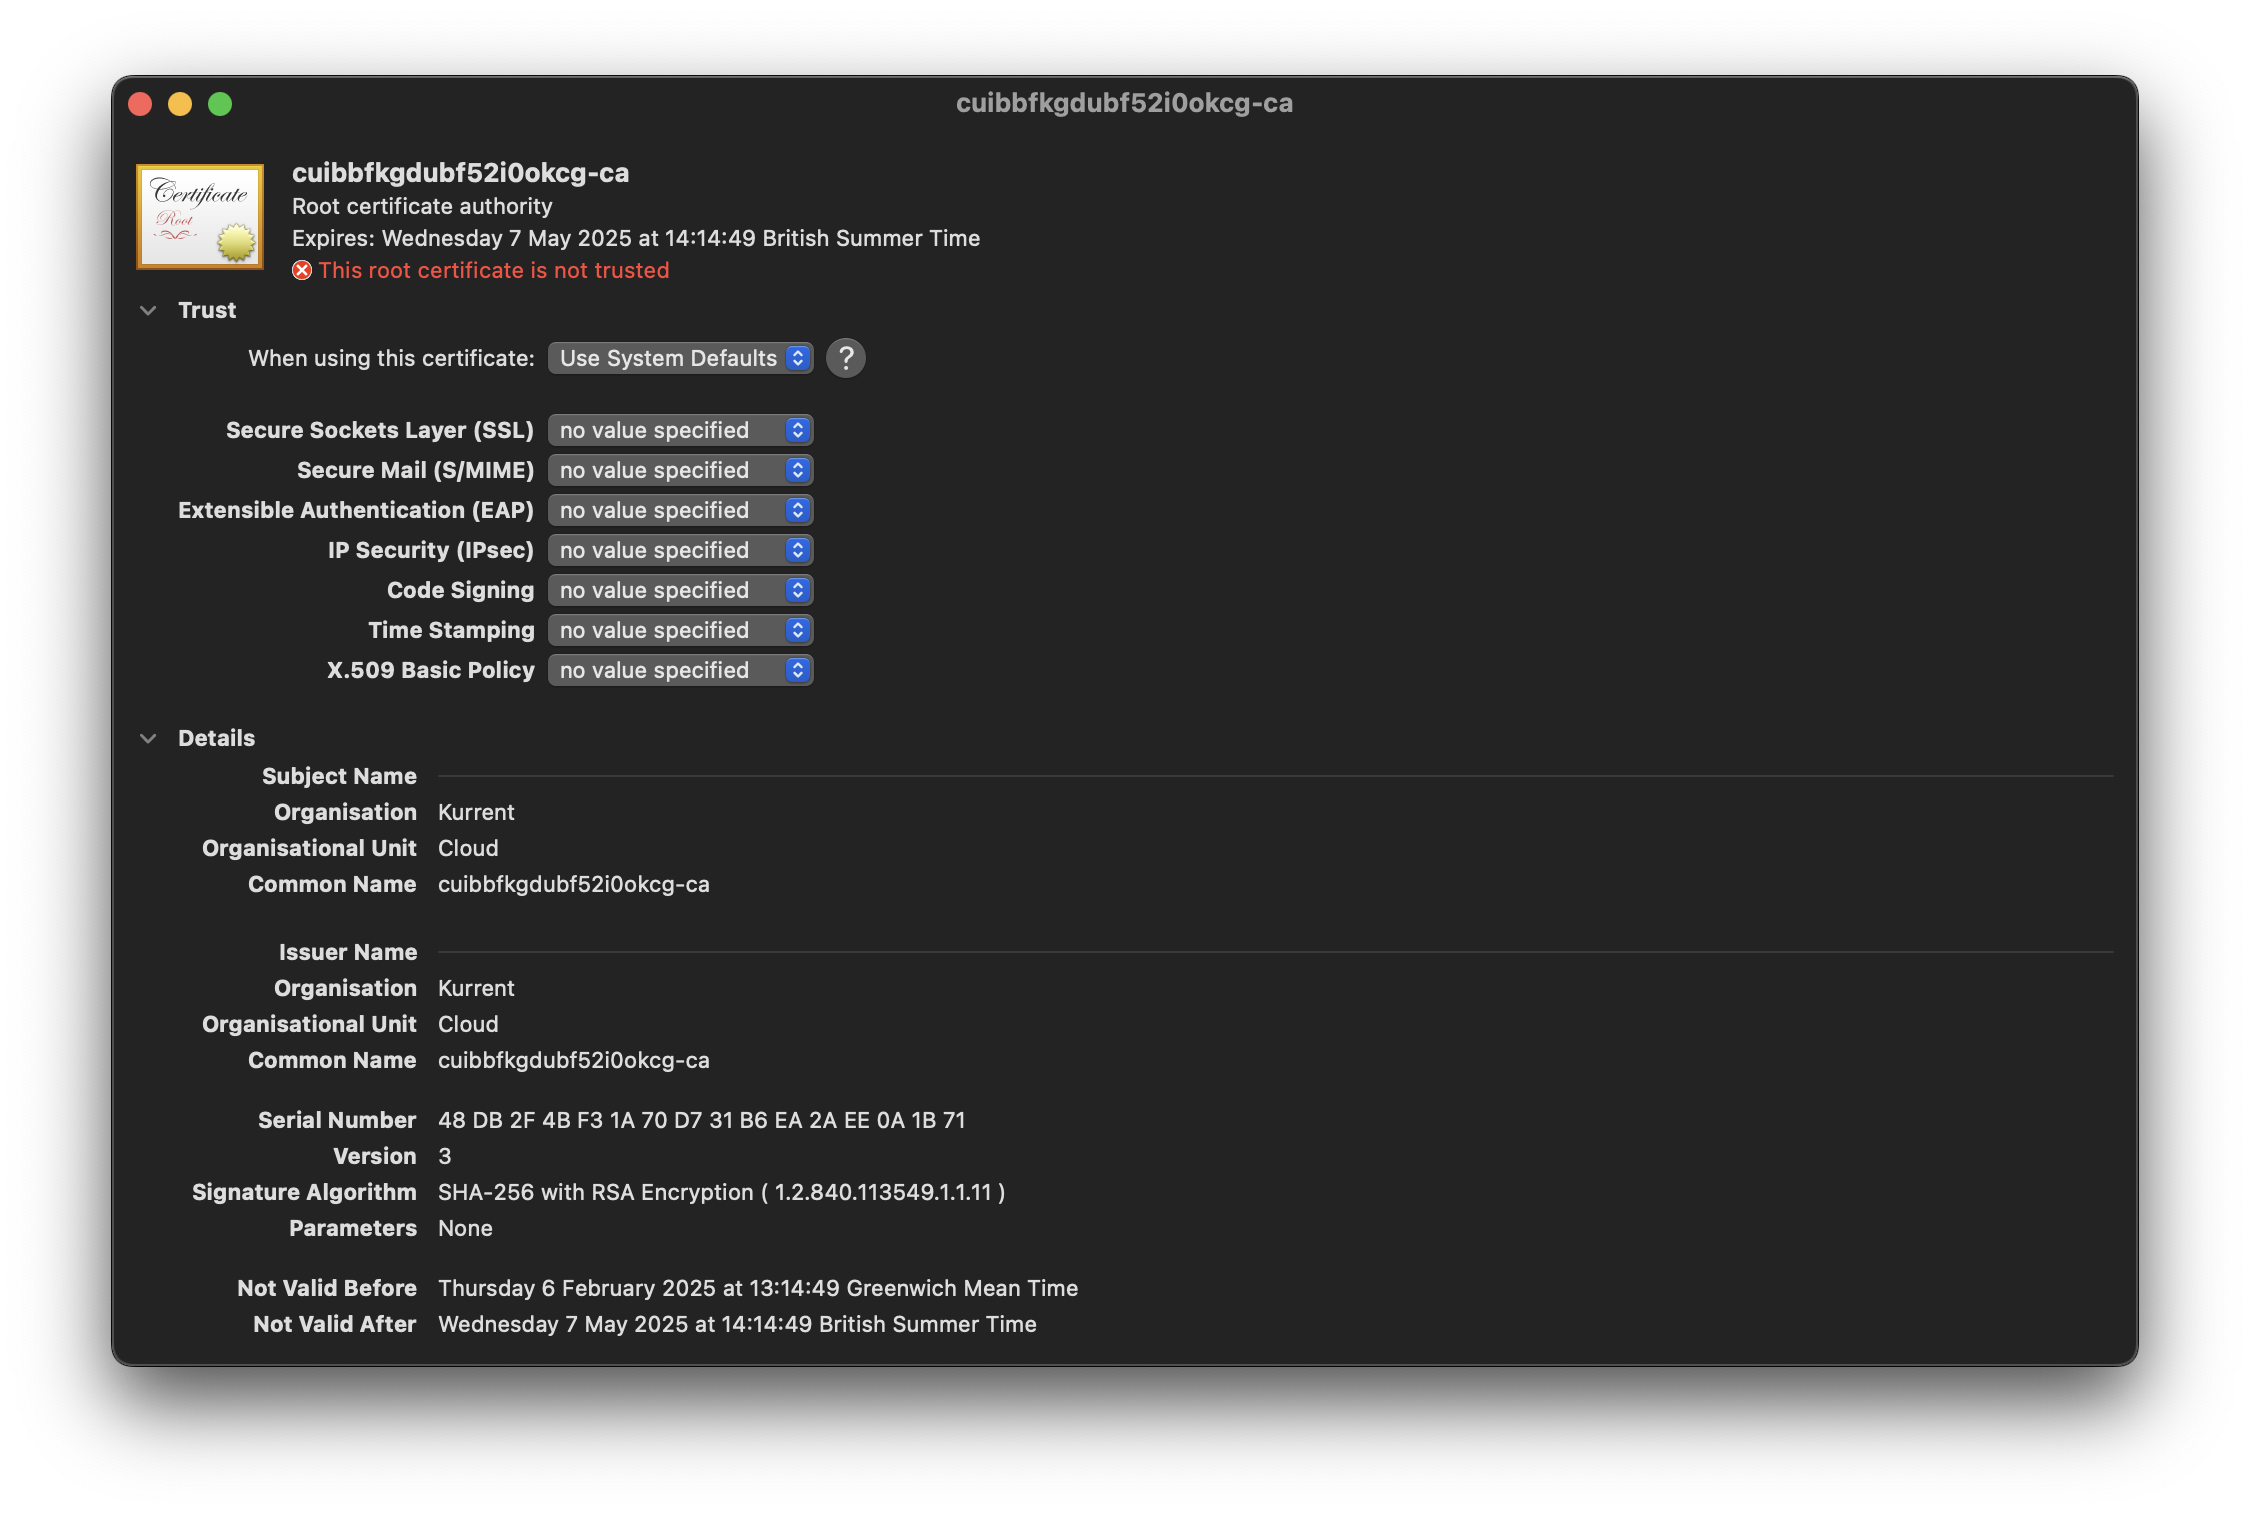 cuibbfkgdubf52i0okcg-ca
Certificate
Root
cuibbfkgdubf52i0okcg-ca
Root certificate authority
Expires: Wednesday 7 May 2025 at 14:14:49 British Summer Time
This root certificate is not trusted
Trust
When using this certificate: Use System Defaults ?
Secure Sockets Layer (SSL) no value specified
Secure Mail (S/MIME) no value specified
Extensible Authentication (EAP) no value specified
IP Security (IPsec) no value specified
Code Signing no value specified
Time Stamping no value specified
X.509 Basic Policy no value specified
Details
Subject Name
Organisation Kurrent
Organisational Unit Cloud
Common Name cuibbfkgdubf52i0okcg-ca
Issuer Name
Organisation Kurrent
Organisational Unit Cloud
Common Name cuibbfkgdubf52i0okcg-ca
Serial Number 48 DB 2F 4B F3 1A 70 D7 31 B6 EA 2A EE 0A 1B 71
Version 3
Signature Algorithm SHA-256 with RSA Encryption ( 1.2.840.113549.1.1.11 )
Parameters None
Not Valid Before Thursday 6 February 2025 at 13:14:49 Greenwich Mean Time
Not Valid After Wednesday 7 May 2025 at 14:14:49 British Summer Time